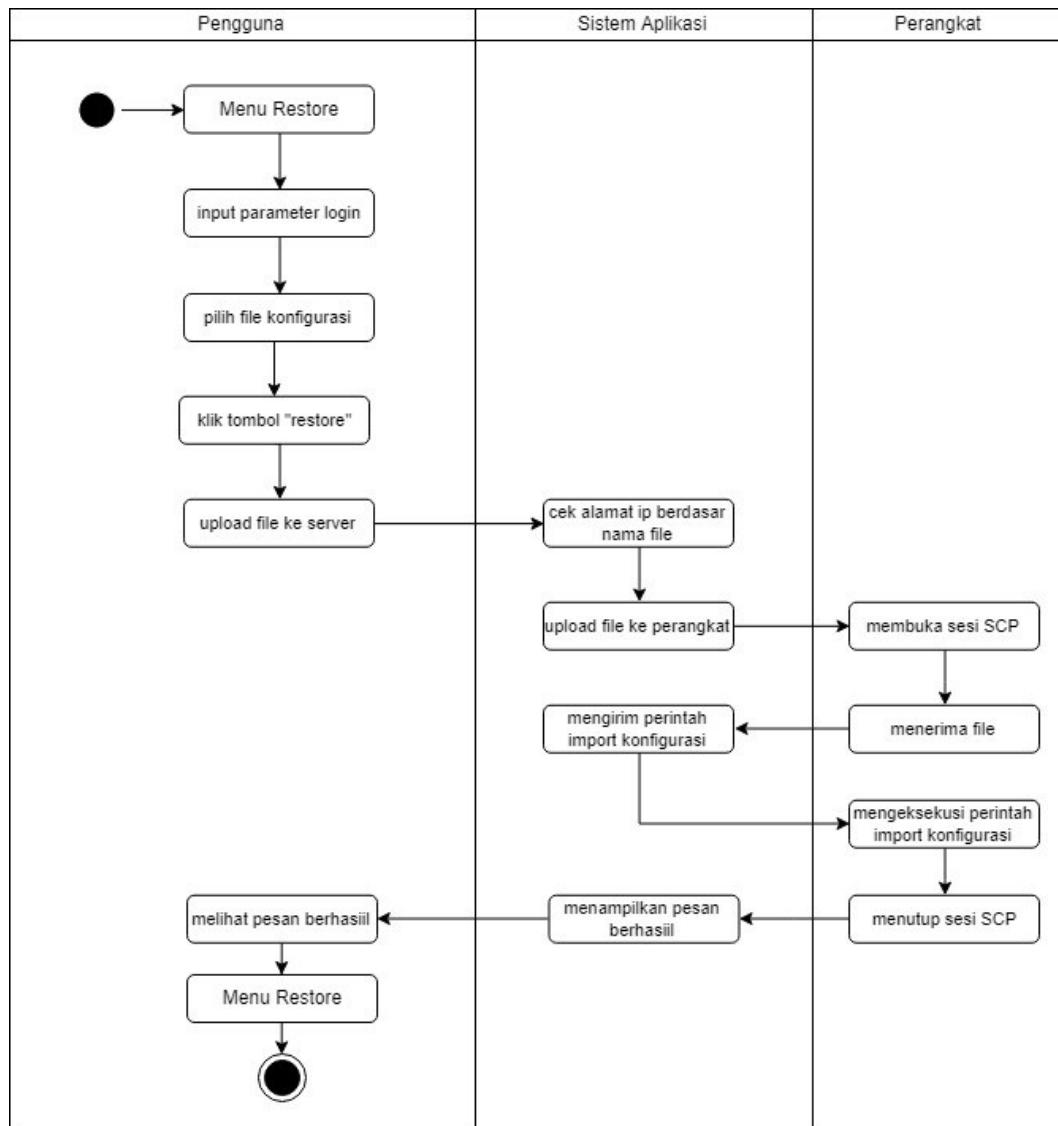 Pengguna
Sistem Aplikasi
Perangkat
Menu Restore
input parameter login
pilih file konfigurasi
klik tombol "restore"
upload file ke server
cek alamat ip berdasar
nama file
upload file ke perangkat
membuka sesi SCP
menerima file
mengirim perintah
import konfigurasi
mengeksekusi perintah
import konfigurasi
menutup sesi SCP
menampilkan pesan
berhasiil
melihat pesan berhasiil
Menu Restore